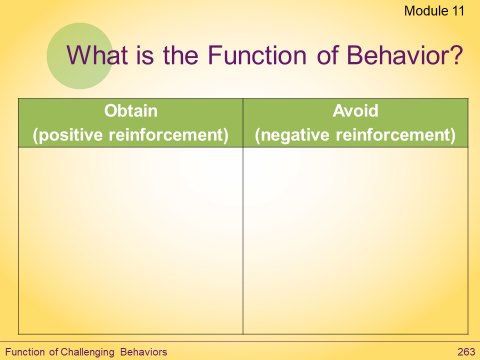 Module 11
What is the Function of Behavior?
Obtain
(positive reinforcement)
Avoid
(negative reinforcement)
Function of Challenging Behaviors
263